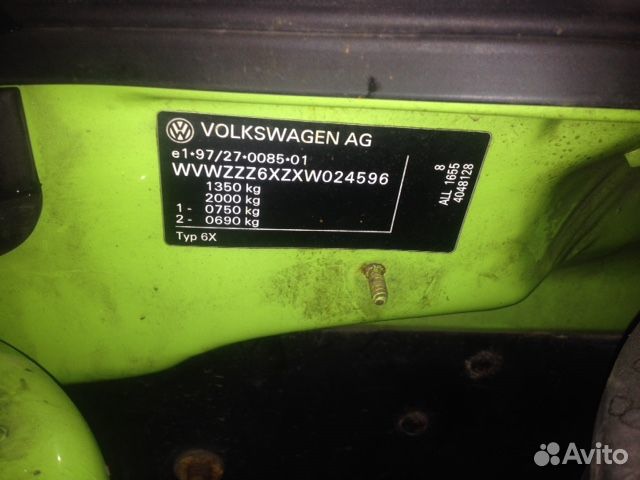 VOLKSWAGEN AG
e1*97/27*0085*01
WVWZZZ6XZXW024596
1350 kg
2000 kg
1 - 0750 kg
2 - 0690 kg
Typ 6X
8
ALL 1655
4048128
Avito